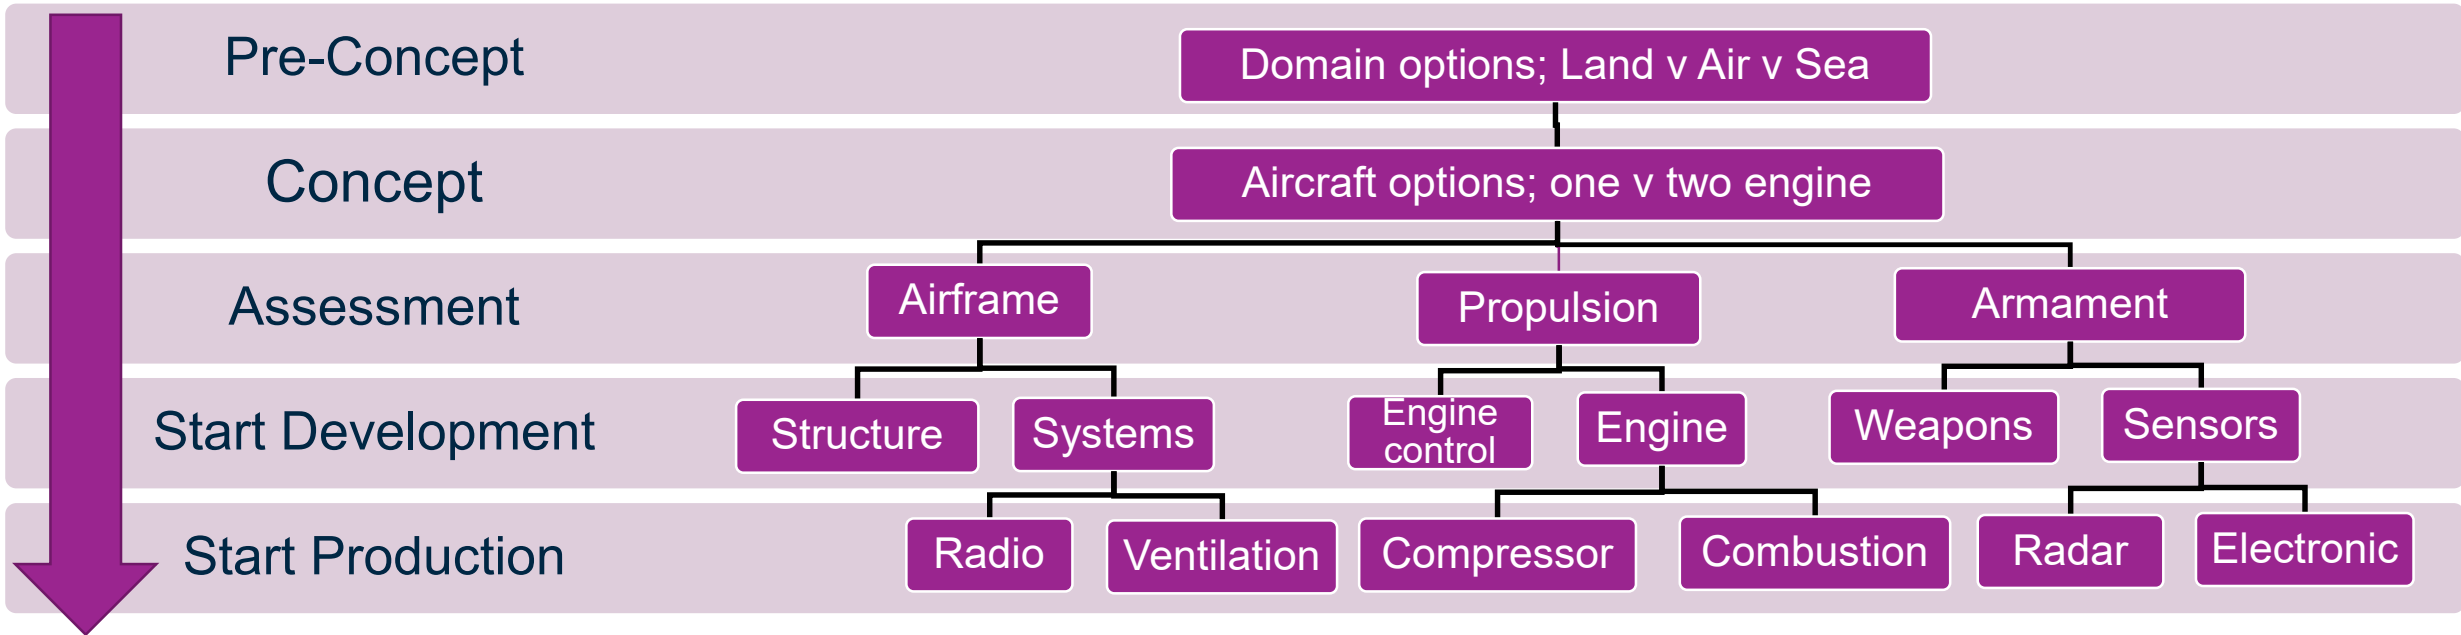 Pre-Concept
Domain options; Land v Air v Sea
Concept
Aircraft options; one v two engine
Assessment
Airframe
Propulsion
Armament
Start Development
Structure
Systems
Engine
control
Engine
Weapons
Sensors
Start Production
Radio
Ventilation
Compressor
Combustion
Radar
Electronic